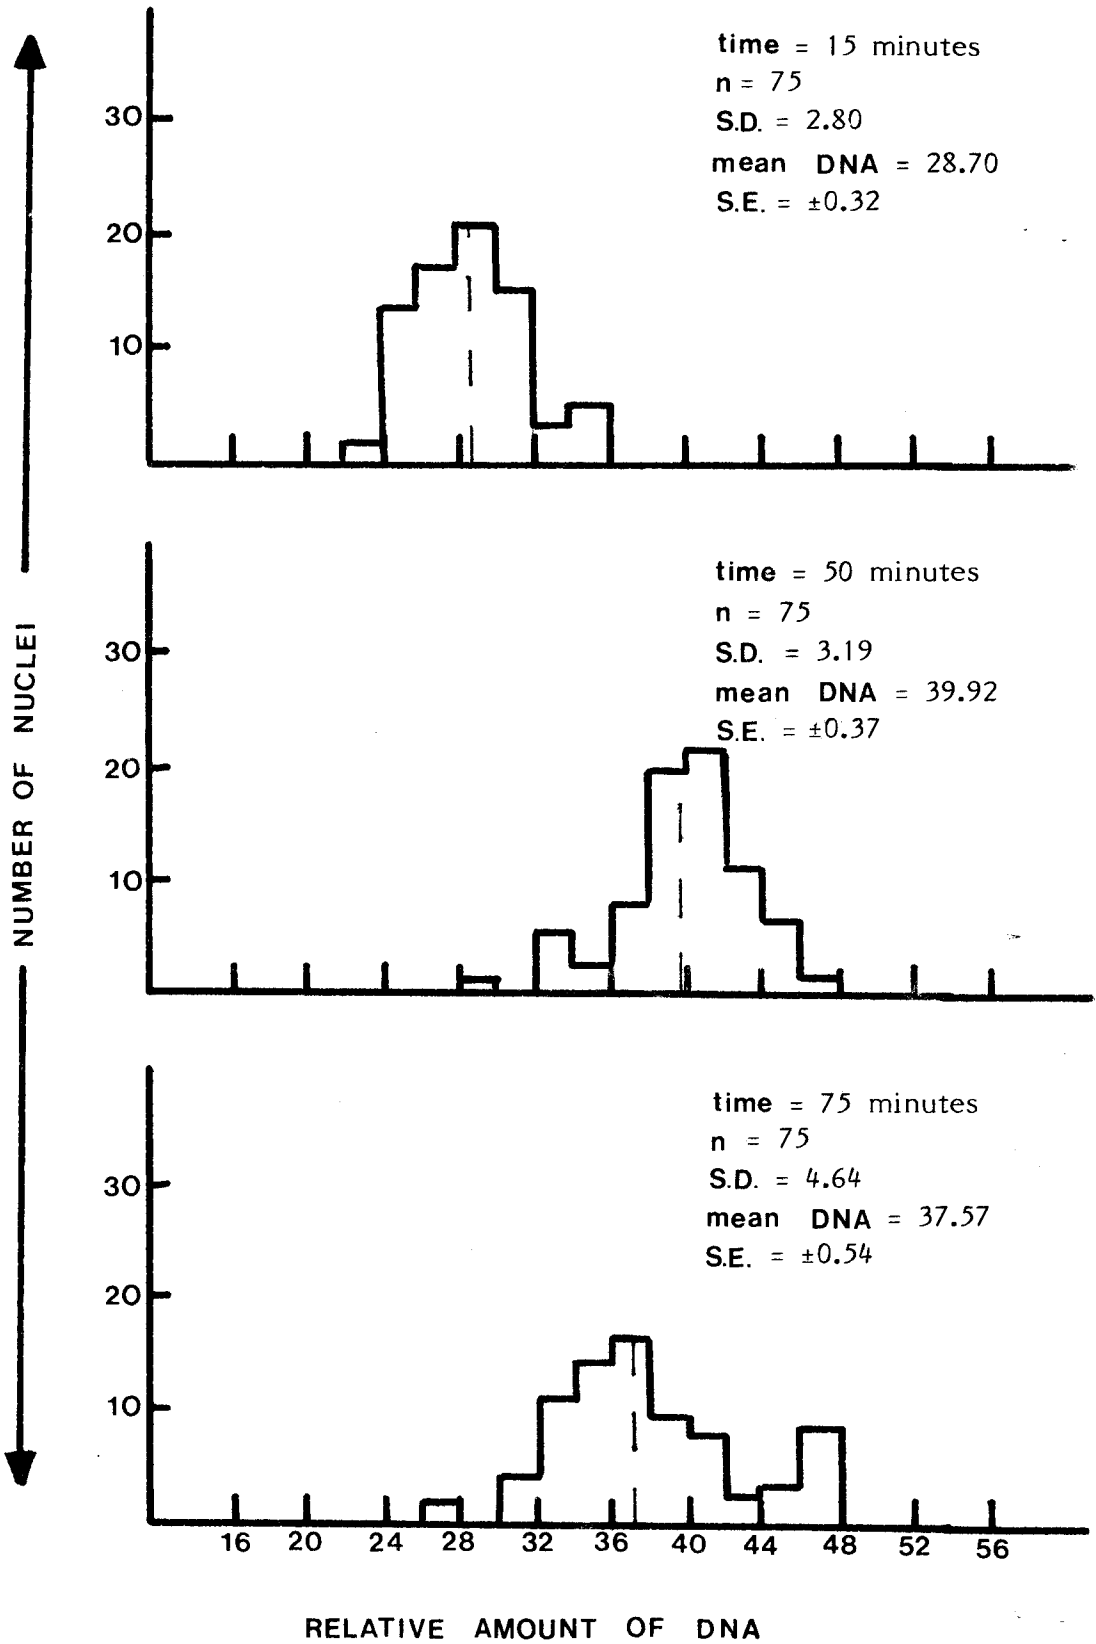 time = 15 minutes
n = 75
S.D. = 2.80
mean DNA = 28.70
S.E. = ±0.32
30
20
10
time = 50 minutes
n = 75
S.D. = 3.19
mean DNA = 39.92
S.E. = ±0.37
30
20
10
NUMBER OF NUCLEI
time = 75 minutes
n = 75
S.D. = 4.64
mean DNA = 37.57
S.E. = ±0.54
30
20
10
16 20 24 28 32 36 40 44 48 52 56
RELATIVE AMOUNT OF DNA